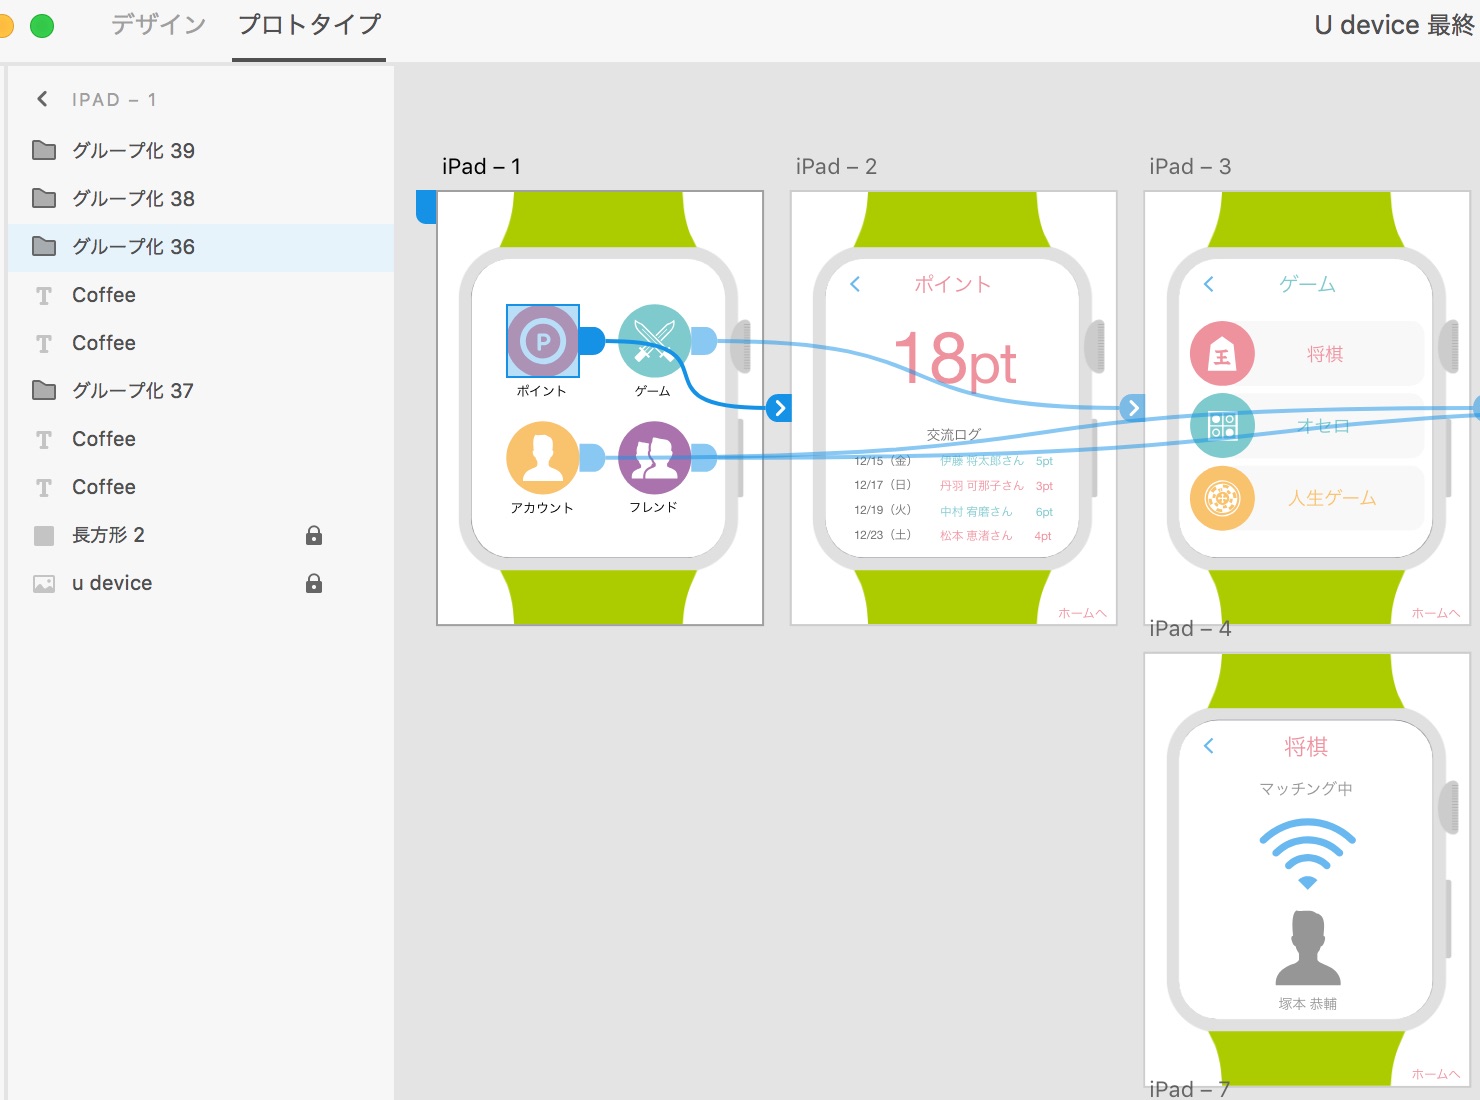 デザイン プロトタイプ U device 最終
IPAD – 1
グループ化 39
グループ化 38
グループ化 36
Coffee
Coffee
グループ化 37
Coffee
Coffee
長方形 2
u device
iPad – 1
P
ポイント
ゲーム
アカウント
フレンド
iPad – 2
ポイント
18pt
交流ログ
12/15（金） 伊藤 将太郎さん 5pt
12/17（日） 丹羽 可那子さん 3pt
12/19（火） 中村 宥磨さん 6pt
12/23（土） 松本 恵渚さん 4pt
ホームへ
iPad – 3
ゲーム
王 将棋
オセロ
人生ゲーム
ホームへ
iPad – 4
将棋
マッチング中
塚本 恭輔
ホームへ
iPad – 7